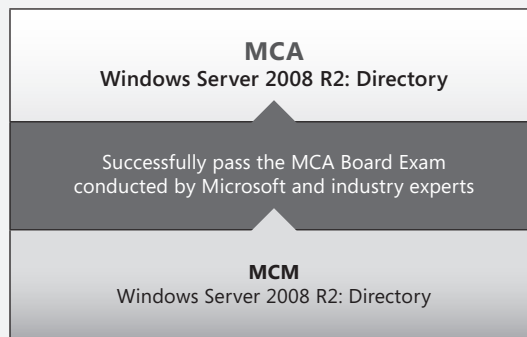 MCA
Windows Server 2008 R2: Directory
Successfully pass the MCA Board Exam
conducted by Microsoft and industry experts
MCM
Windows Server 2008 R2: Directory